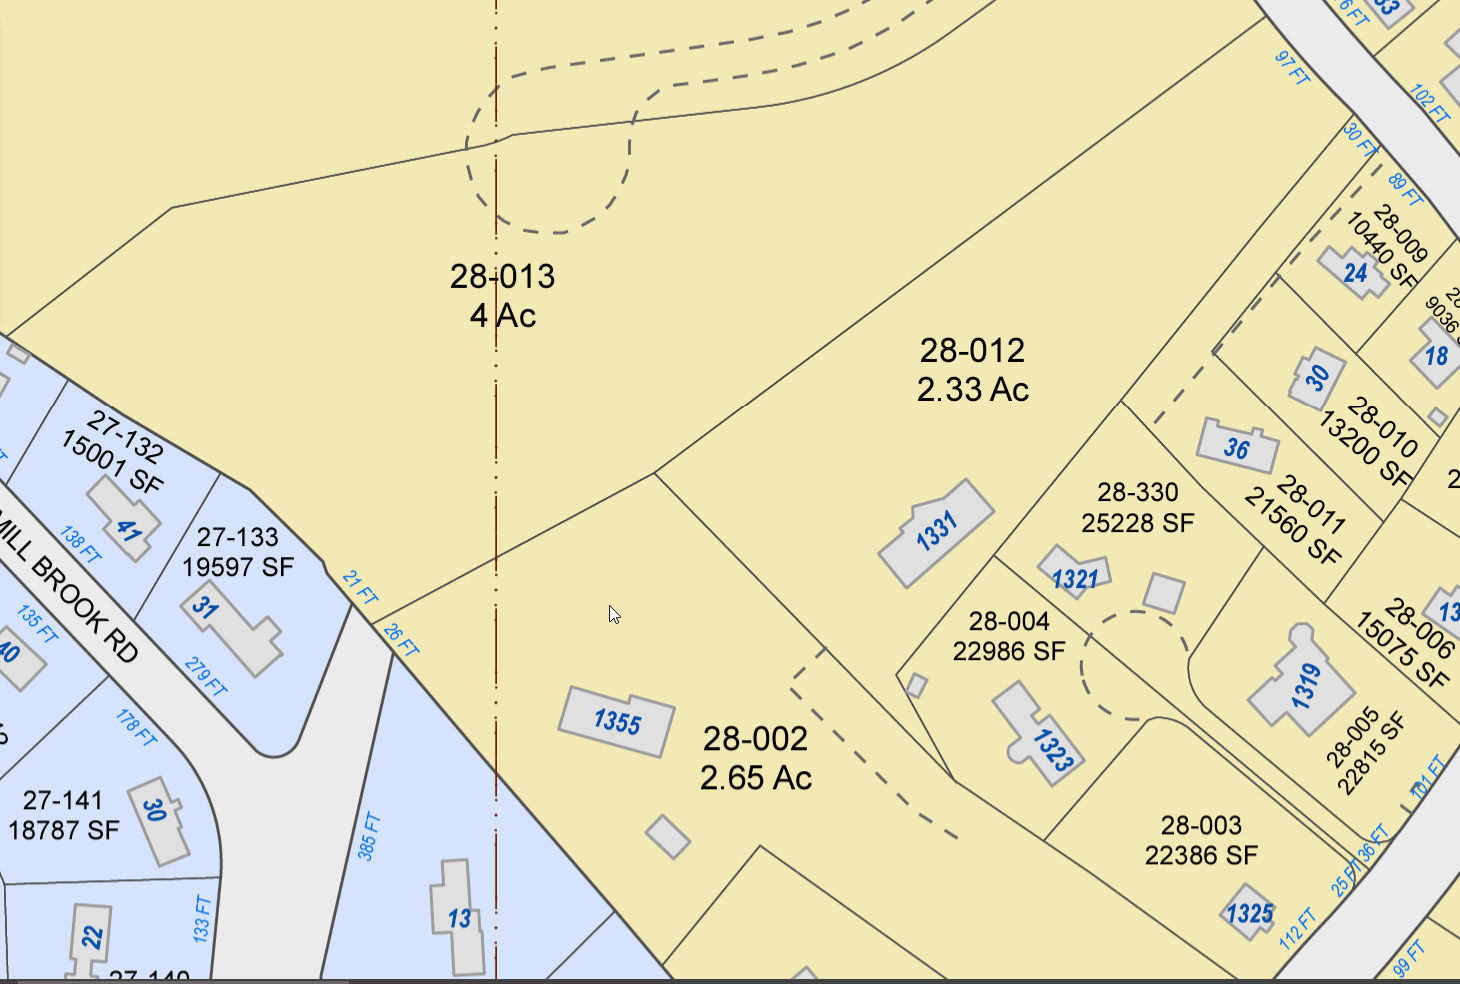 97 FT
102 FT
30 FT
89 FT
28-009
10440 SF
24
28-013
4 Ac
9036
18
28-012
2.33 Ac
30
28-010
13200 SF
27-132
15001 SF
41
36
28-011
21560 SF
28-330
25228 SF
1331
138 FT
27-133
19597 SF
MILL BROOK RD
31
21 FT
26 FT
1321
135 FT
40
279 FT
28-004
22986 SF
28-006
15075 SF
1319
178 FT
1355
28-002
2.65 Ac
1323
28-005
22815 SF
101 FT
27-141
18787 SF
30
385 FT
28-003
22386 SF
36 FT
25 FT
133 FT
22
13
1325
112 FT
99 FT
27-140